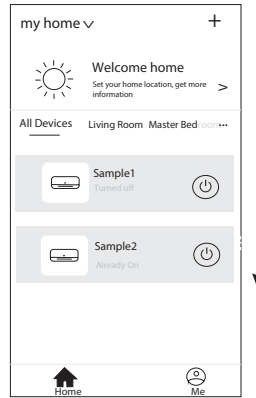 my home
Welcome home
Set your home location, get more
information
All Devices Living Room Master Bedroom
Sample1
Turned off
Sample2
Already On
Home Me